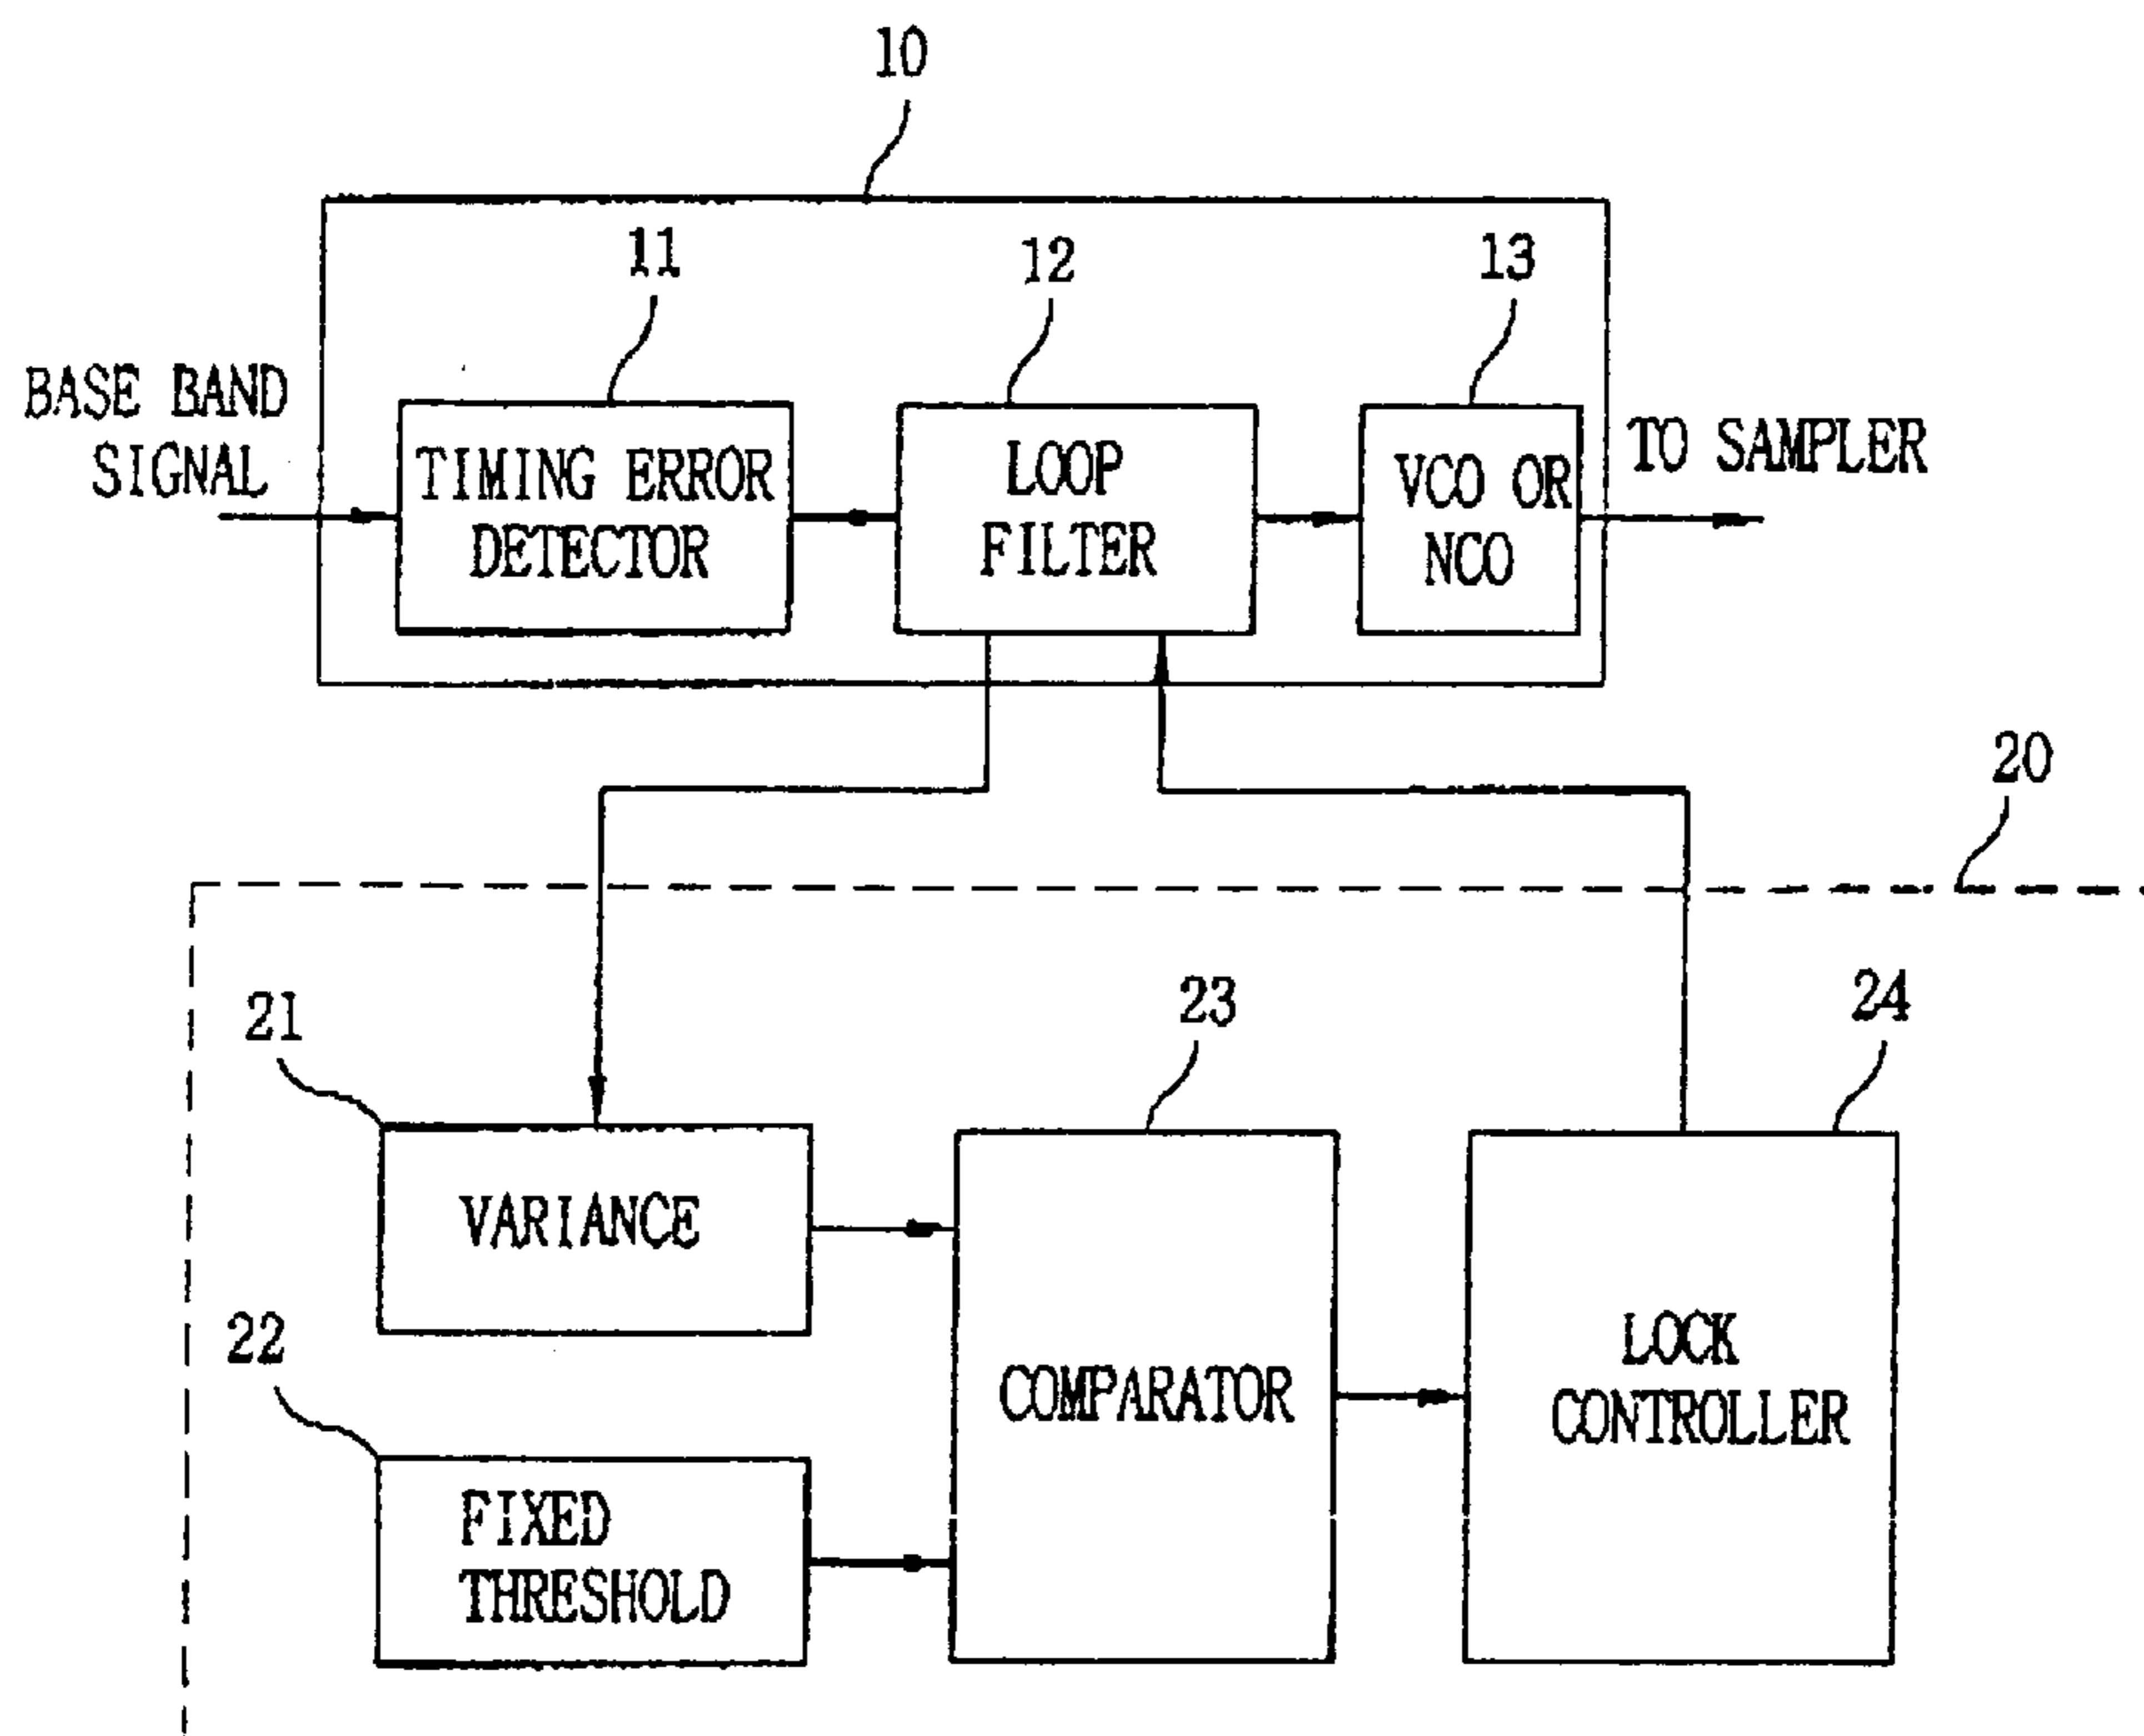 10
11
12
13
BASE BAND
SIGNAL
TIMING ERROR
DETECTOR
LOOP
FILTER
VCO OR
NCO
TO SAMPLER
20
21
23
24
VARIANCE
22
COMPARATOR
LOCK
CONTROLLER
FIXED
THRESHOLD